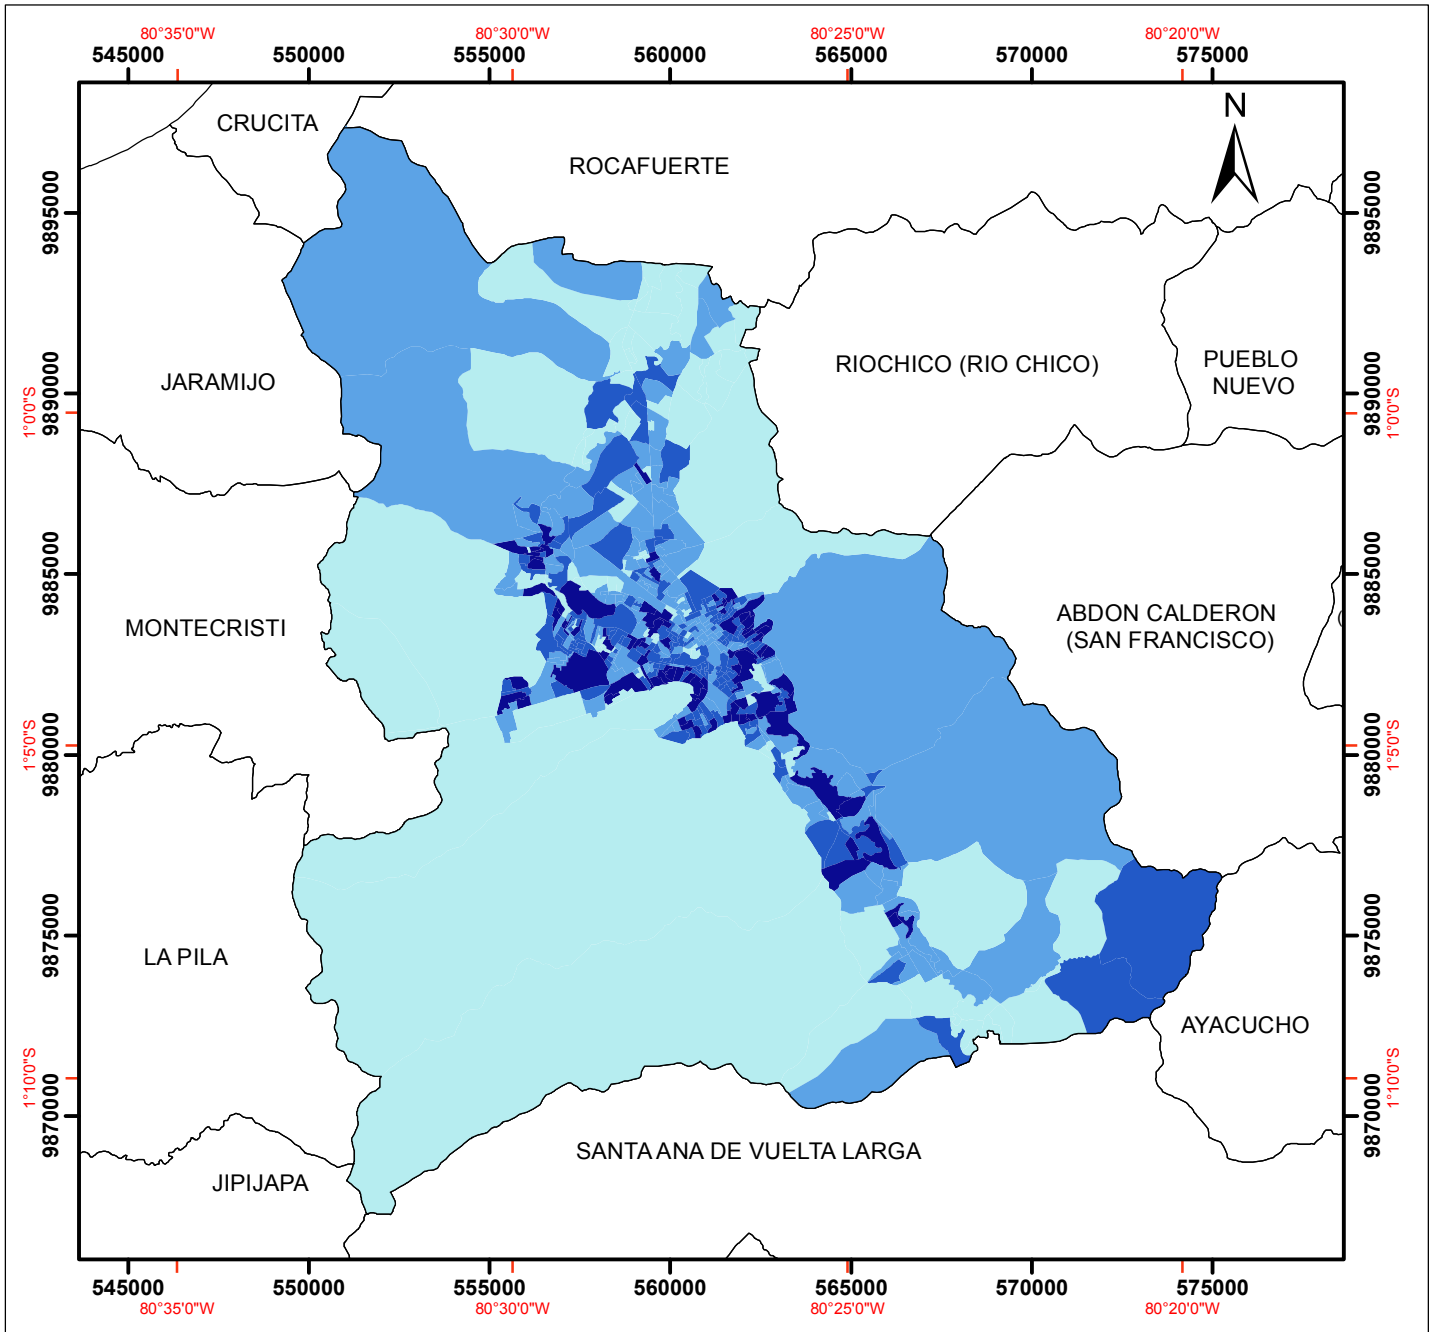 80°35'0"W 80°30'0"W 80°25'0"W 80°20'0"W
545000 550000 555000 560000 565000 570000 575000
N
CRUCITA
ROCAFUERTE
9895000 9895000
RIOCHICO (RIO CHICO)
PUEBLO
NUEVO
JARAMIJO
9890000 9890000
1°0'0"S 1°0'0"S
9885000 9885000
MONTECRISTI
ABDON CALDERON
(SAN FRANCISCO)
1°5'0"S 1°5'0"S
9880000 9880000
9875000 9875000
LA PILA
AYACUCHO
1°10'0"S 1°10'0"S
9870000 9870000
SANTA ANA DE VUELTA LARGA
JIPIJAPA
545000 550000 555000 560000 565000 570000 575000
80°35'0"W 80°30'0"W 80°25'0"W 80°20'0"W